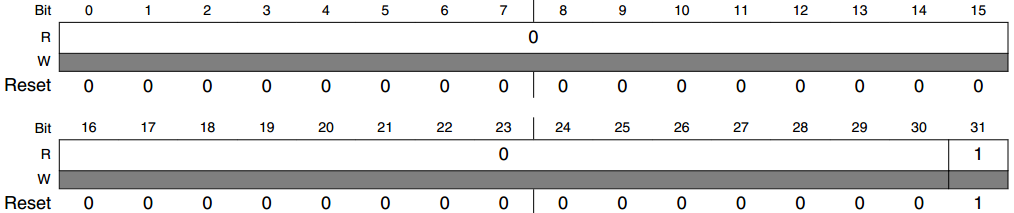 Bit 0 1 2 3 4 5 6 7 8 9 10 11 12 13 14 15
R 0
W
Reset 0 0 0 0 0 0 0 0 0 0 0 0 0 0 0 0
Bit 16 17 18 19 20 21 22 23 24 25 26 27 28 29 30 31
R 0 1
W
Reset 0 0 0 0 0 0 0 0 0 0 0 0 0 0 0 1